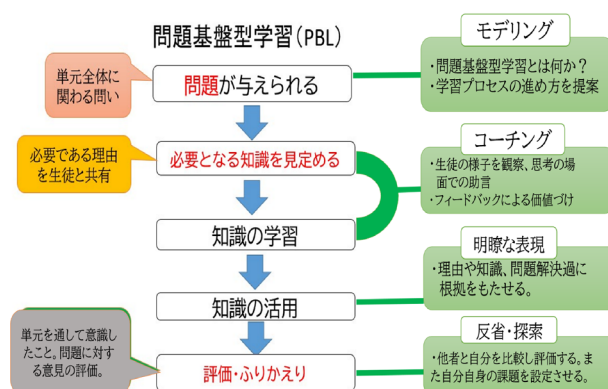 問題基盤型学習（PBL）
単元全体に
関わる問い
問題が与えられる
モデリング
・問題基盤型学習とは何か？
・学習プロセスの進め方を提案
必要である理由
を生徒と共有
必要となる知識を見定める
コーチング
・生徒の様子を観察、思考の場
面での助言
・フィードバックによる価値づけ
知識の学習
明瞭な表現
・理由や知識、問題解決過に
根拠をもたせる。
知識の活用
単元を通して意識
したこと。問題に対す
る意見の評価。
評価・ふりかえり
反省・探索
・他者と自分を比較し評価する。ま
た自分自身の課題を設定させる。